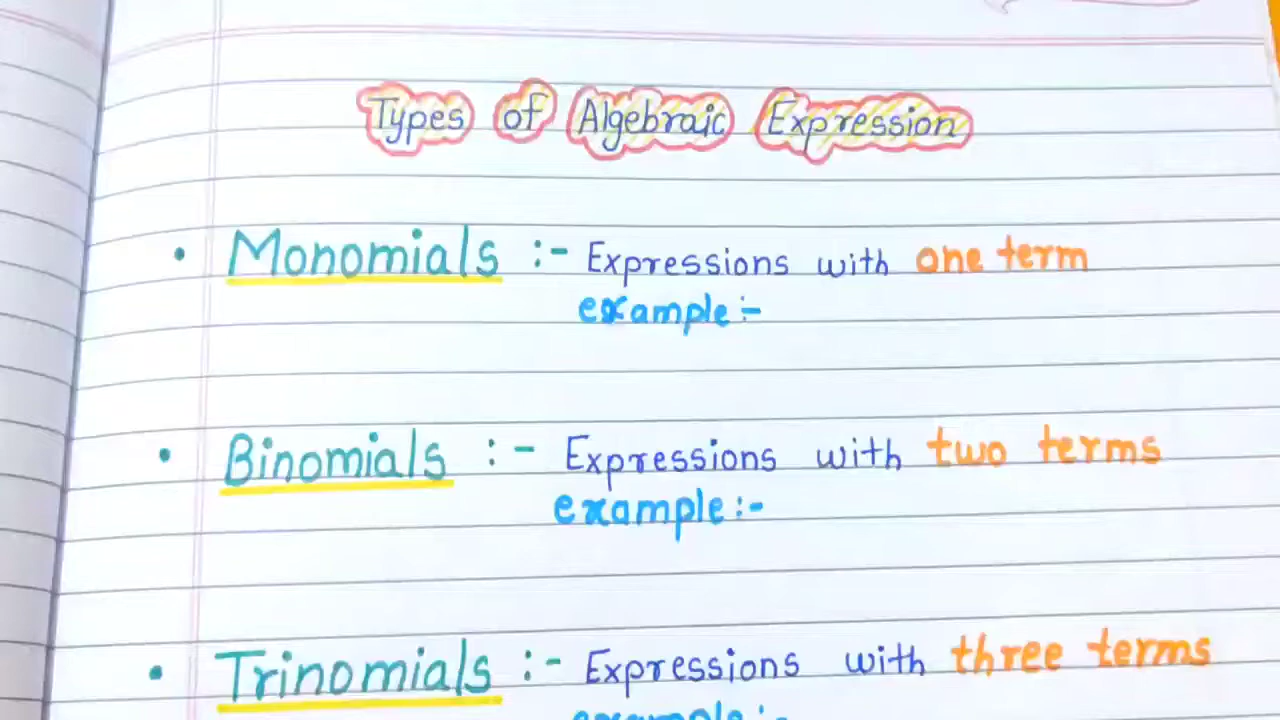 Types of Algebraic Expression
• Monomials :- Expressions with one term
example :-
• Binomials :- Expressions with two terms
example :-
• Trinomials :- Expressions with three terms
example :-